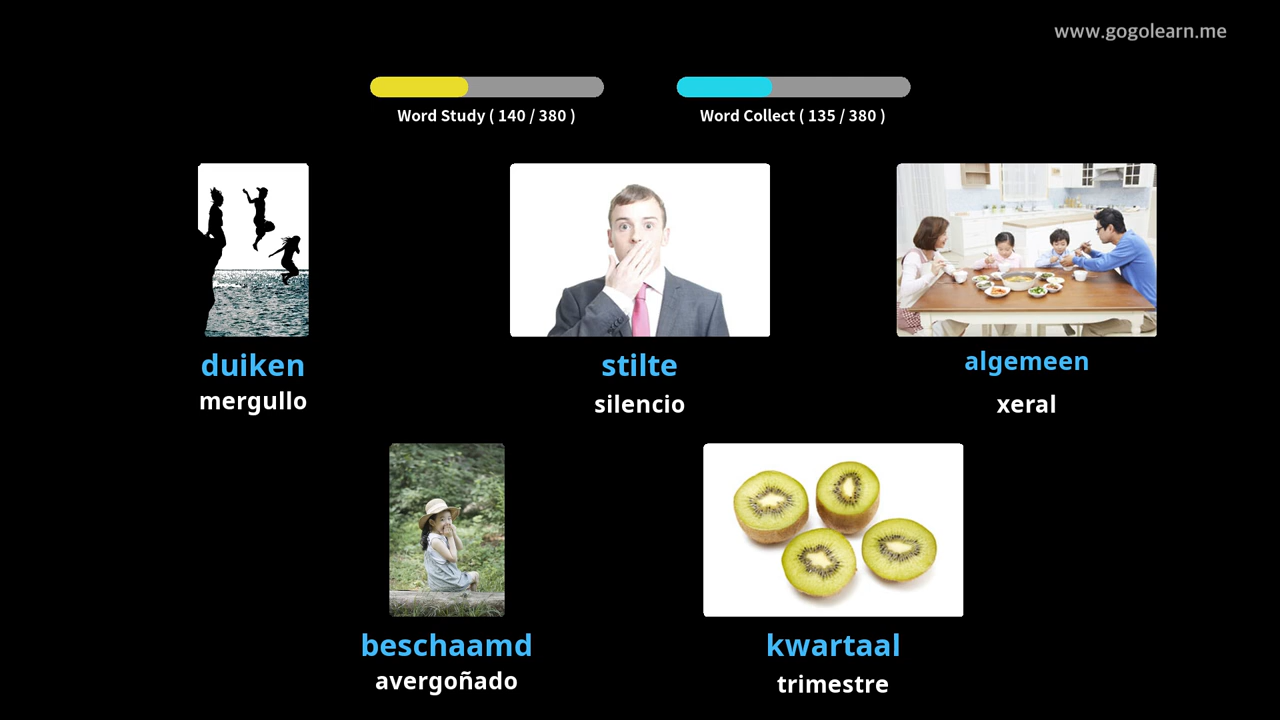 www.gogolearn.me
Word Study ( 140 / 380 )
Word Collect ( 135 / 380 )
duiken
mergullo
stilte
silencio
algemeen
xeral
beschaamd
avergoñado
kwartaal
trimestre